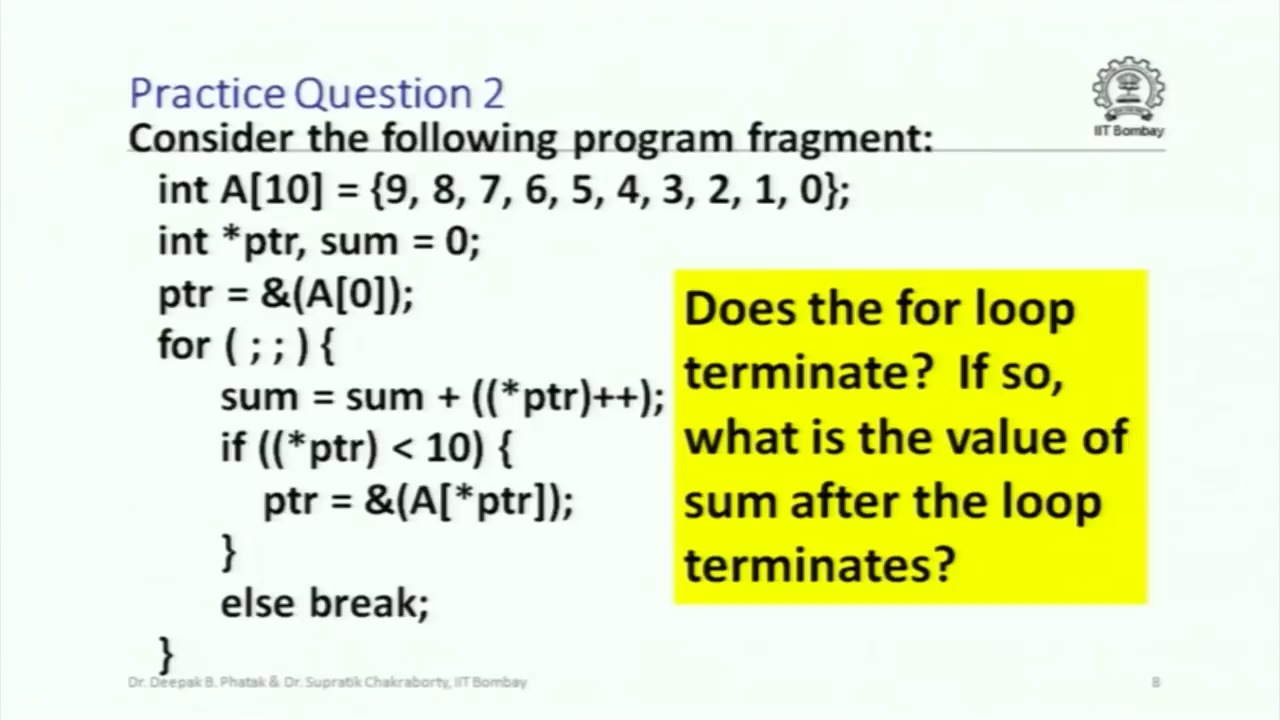 Practice Question 2
IIT Bombay
Consider the following program fragment:
int A[10] = {9, 8, 7, 6, 5, 4, 3, 2, 1, 0};
int *ptr, sum = 0;
ptr = &(A[0]);
for ( ; ; ) {
sum = sum + ((*ptr)++);
if ((*ptr) < 10) {
ptr = &(A[*ptr]);
}
else break;
}
Does the for loop
terminate? If so,
what is the value of
sum after the loop
terminates?
Dr. Deepak B. Phatak & Dr. Supratik Chakraborty, IIT Bombay
8